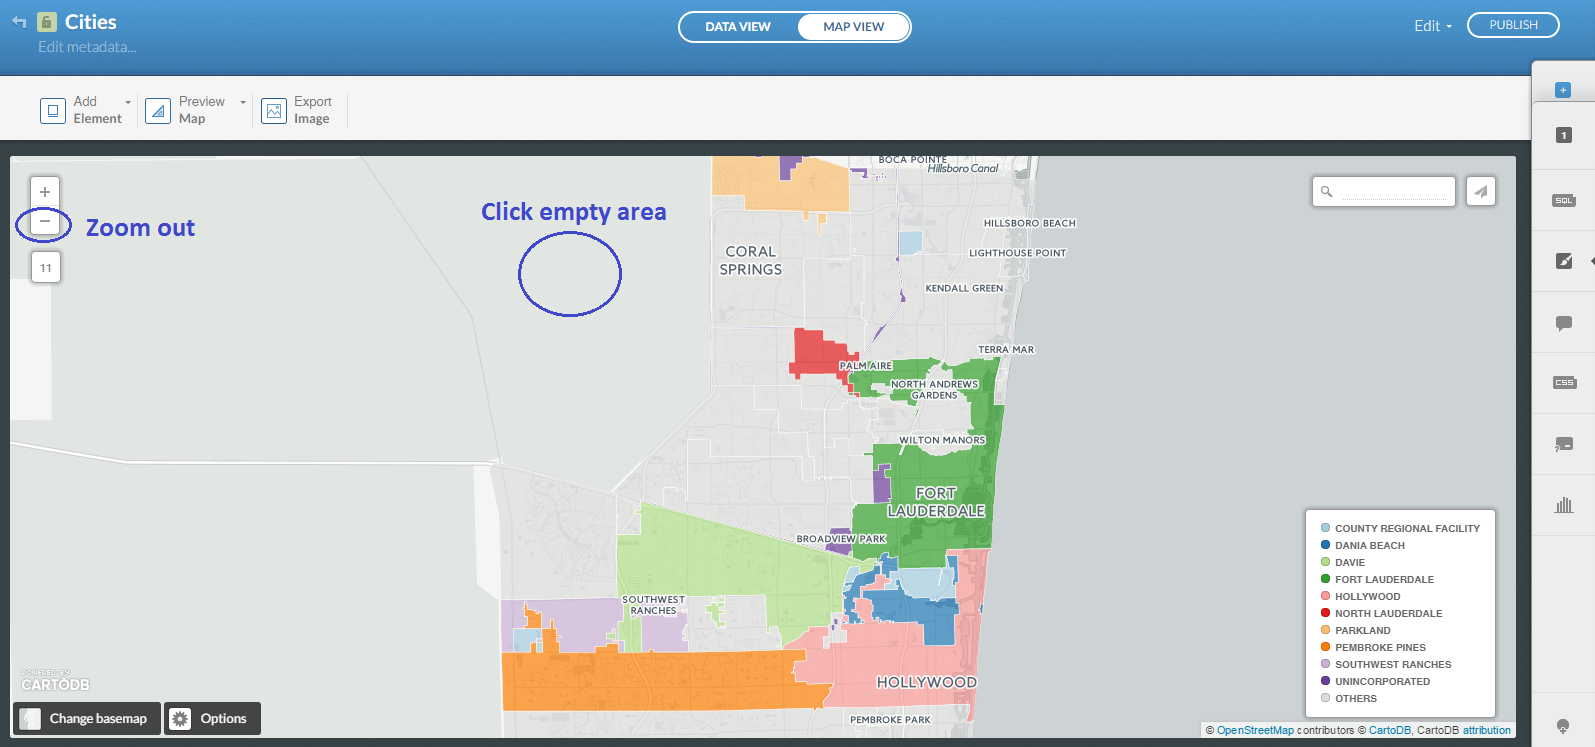 Cities
Edit metadata...
DATA VIEW
MAP VIEW
Edit
PUBLISH
Add
Element
Preview
Map
Export
Image
+
1
SQL
CSS
+
−
11
Zoom out
Click empty area
BOCA POINTE
Hillsboro Canal
HILLSBORO BEACH
CORAL
SPRINGS
LIGHTHOUSE POINT
KENDALL GREEN
TERRA MAR
PALM AIRE
NORTH ANDREWS
GARDENS
WILTON MANORS
FORT
LAUDERDALE
BROADVIEW PARK
SOUTHWEST
RANCHES
HOLLYWOOD
PEMBROKE PARK
COUNTY REGIONAL FACILITY
DANIA BEACH
DAVIE
FORT LAUDERDALE
HOLLYWOOD
NORTH LAUDERDALE
PARKLAND
PEMBROKE PINES
SOUTHWEST RANCHES
UNINCORPORATED
OTHERS
POWERED BY
CARTODB
Change basemap
Options
© OpenStreetMap contributors © CartoDB, CartoDB attribution